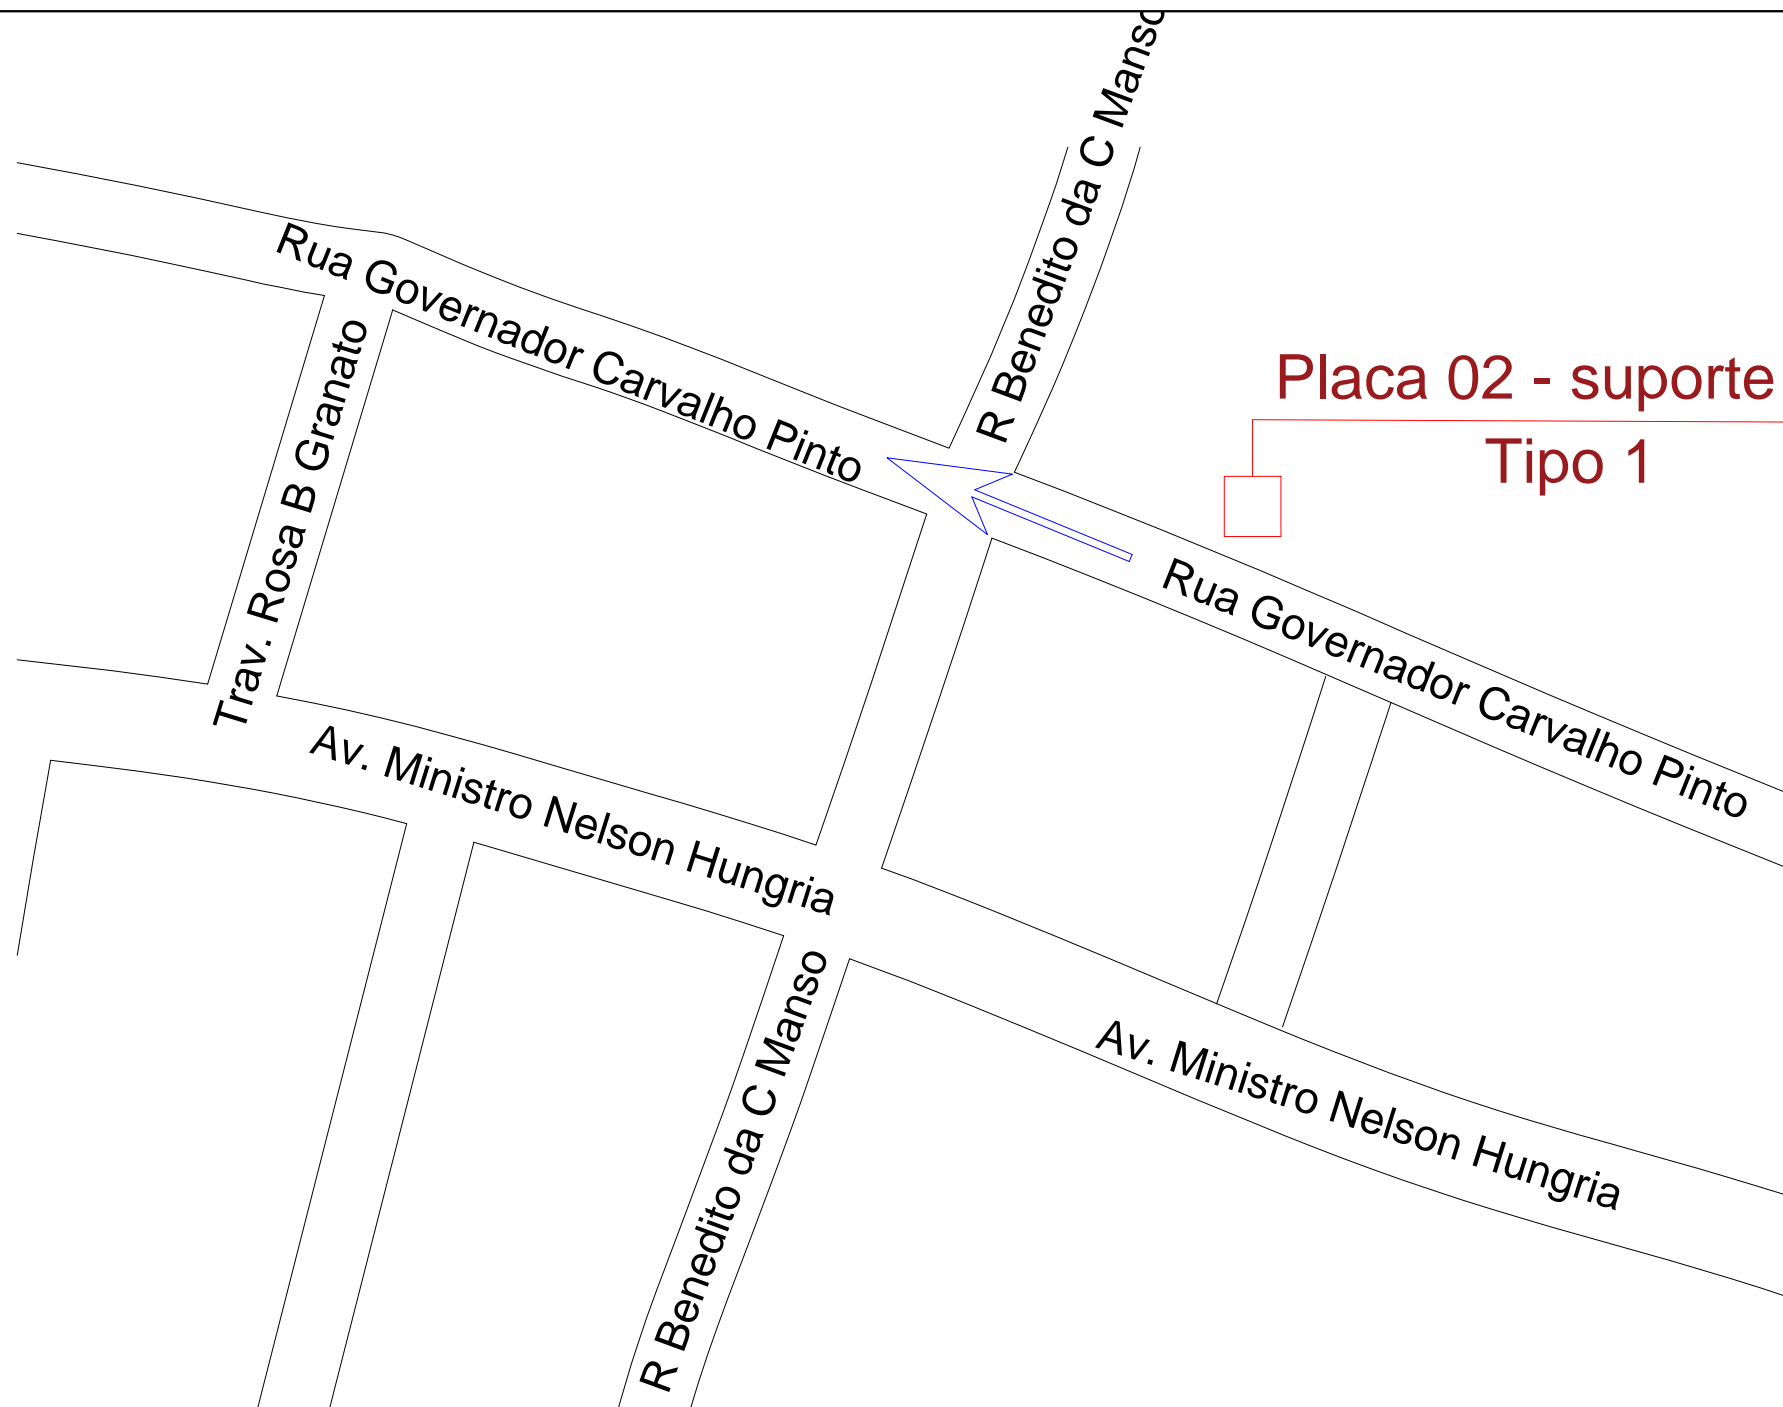 R Benedito da C Manso
Rua Governador Carvalho Pinto
Placa 02 - suporte
Tipo 1
Trav. Rosa B Granato
Rua Governador Carvalho Pinto
Av. Ministro Nelson Hungria
R Benedito da C Manso
Av. Ministro Nelson Hungria